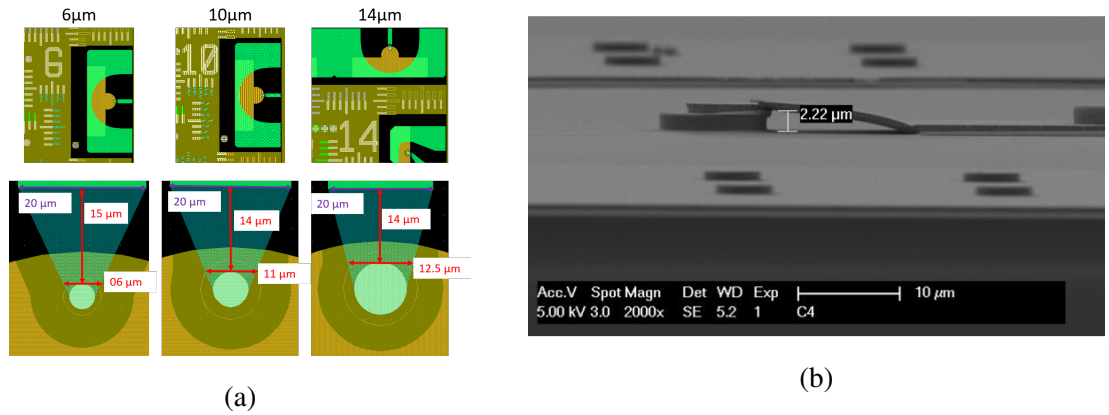 6µm 10µm 14µm
6 10 14
20 µm 15 µm 06 µm
20 µm 14 µm 11 µm
20 µm 14 µm 12.5 µm
(a)
2.22 µm
Acc.V Spot Magn Det WD Exp 10 µm
5.00 kV 3.0 2000x SE 5.2 1 C4
(b)